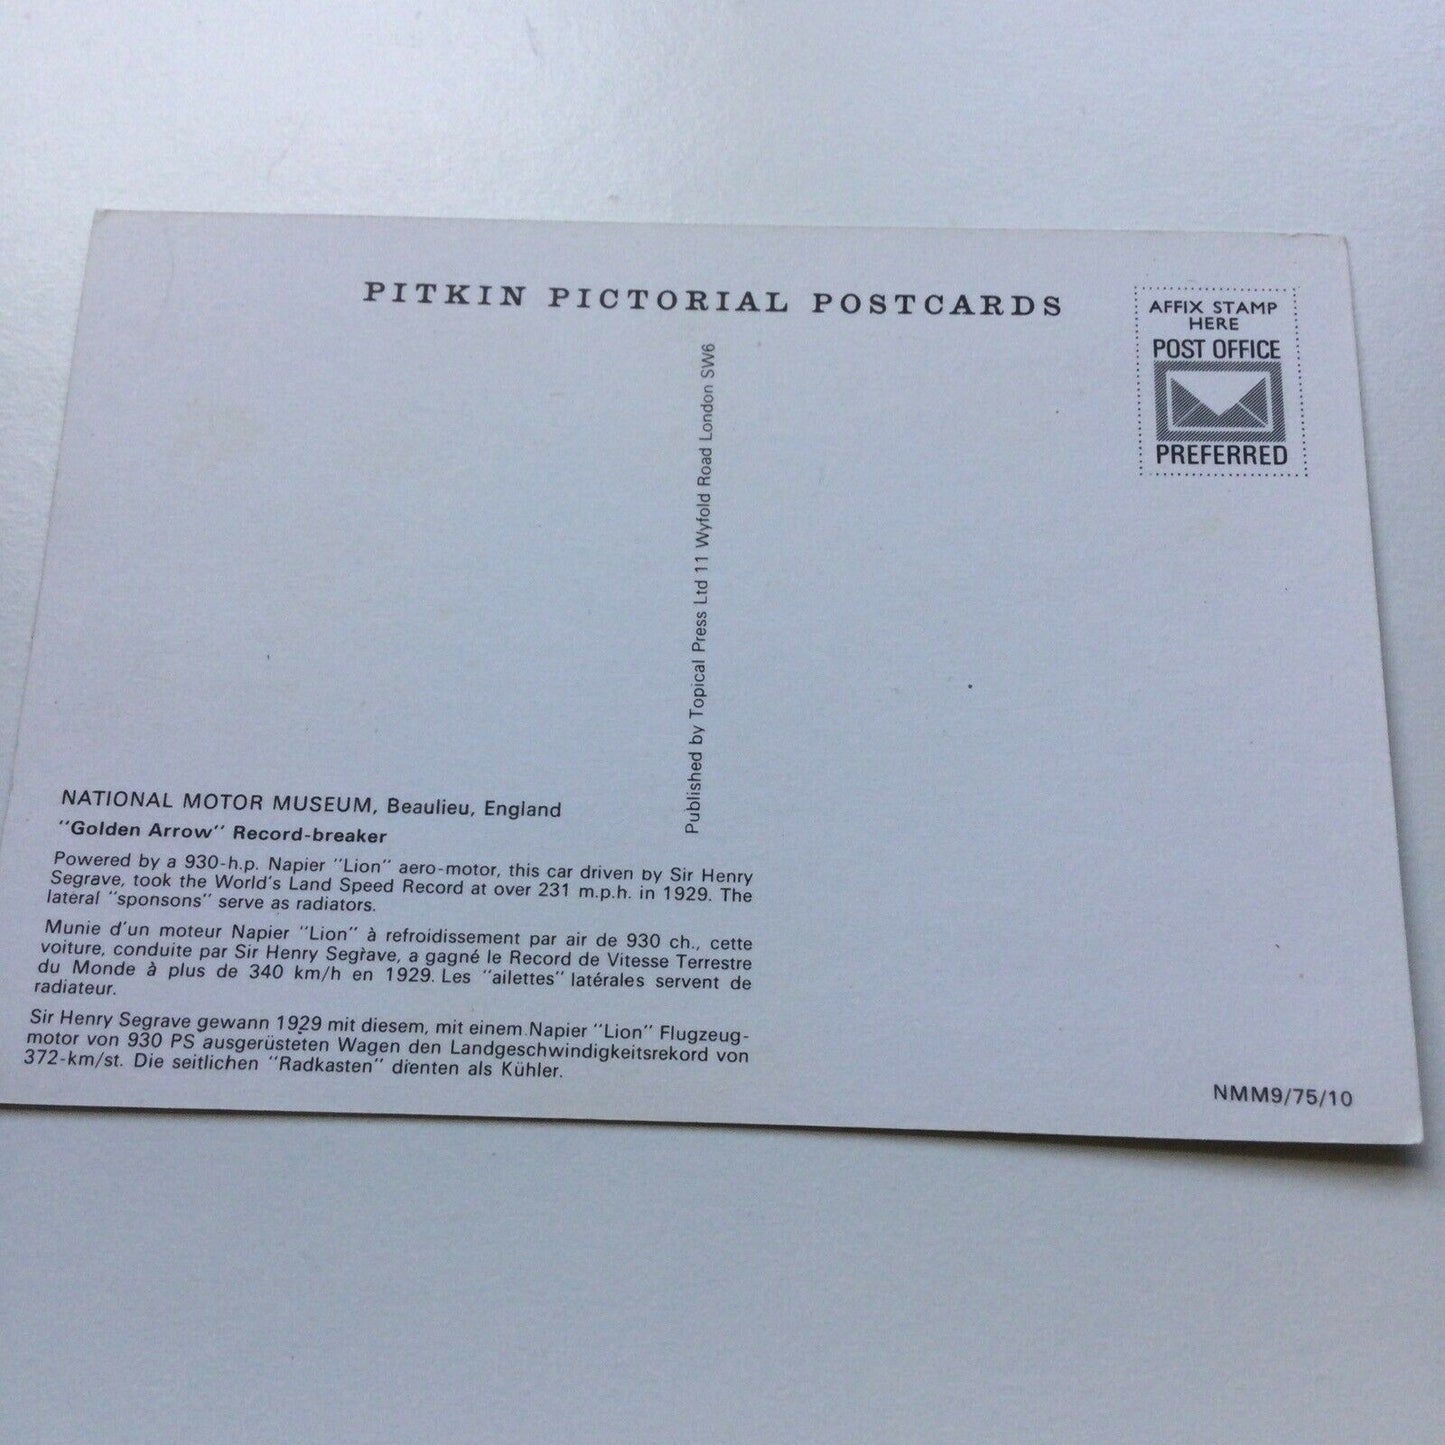 PITKIN PICTORIAL POSTCARDS
AFFIX STAMP
HERE
POST OFFICE
PREFERRED
Published by Topical Press Ltd 11 Wyfold Road London SW6
NATIONAL MOTOR MUSEUM, Beaulieu, England
"Golden Arrow" Record-breaker
Powered by a 930-h.p. Napier "Lion" aero-motor, this car driven by Sir Henry
Segrave, took the World's Land Speed Record at over 231 m.p.h. in 1929. The
lateral "sponsons" serve as radiators.
Munie d'un moteur Napier "Lion" à refroidissement par air de 930 ch., cette
voiture, conduite par Sir Henry Segrave, a gagné le Record de Vitesse Terrestre
du Monde à plus de 340 km/h en 1929. Les "ailettes" latérales servent de
radiateur.
Sir Henry Segrave gewann 1929 mit diesem, mit einem Napier "Lion" Flugzeug-
motor von 930 PS ausgerüsteten Wagen den Landgeschwindigkeitsrekord von
372-km/st. Die seitlichen "Radkasten" dienten als Kühler.
NMM9/75/10